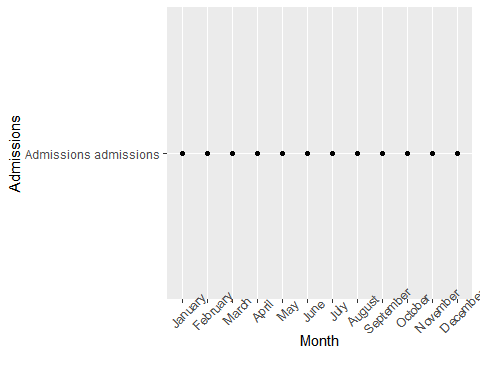 Admissions
Admissions admissions
January
February
March
April
May
June
July
August
September
October
November
December
Month